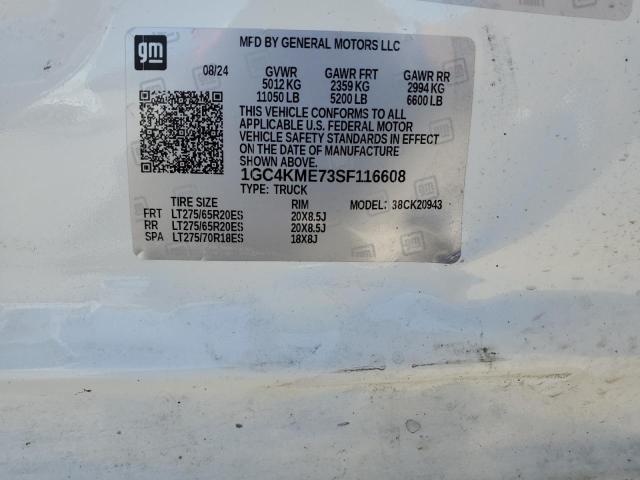 gm
MFD BY GENERAL MOTORS LLC
08/24 GVWR GAWR FRT GAWR RR
5012 KG 2359 KG 2994 KG
11050 LB 5200 LB 6600 LB
THIS VEHICLE CONFORMS TO ALL
APPLICABLE U.S. FEDERAL MOTOR
VEHICLE SAFETY STANDARDS IN EFFECT
ON THE DATE OF MANUFACTURE
SHOWN ABOVE.
1GC4KME73SF116608
TYPE: TRUCK
TIRE SIZE RIM MODEL: 38CK20943
FRT LT275/65R20ES 20X8.5J
RR LT275/65R20ES 20X8.5J
SPA LT275/70R18ES 18X8J